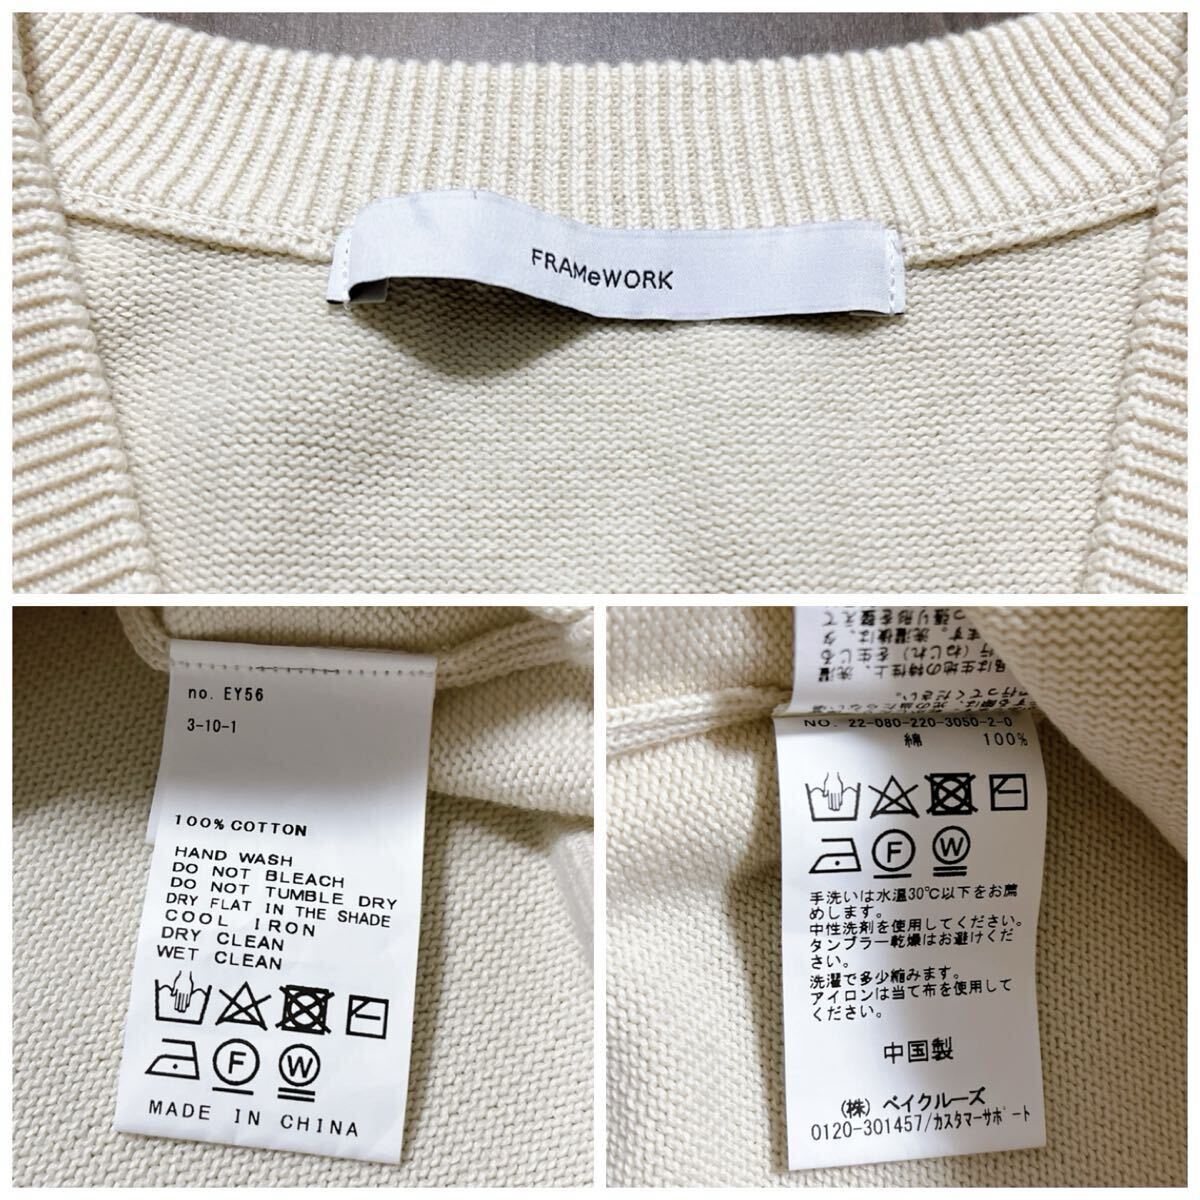 FRAMeWORK
no. EY56
3-10-1
100% COTTON
HAND WASH
DO NOT BLEACH
DO NOT TUMBLE DRY
DRY FLAT IN THE SHADE
COOL IRON
DRY CLEAN
WET CLEAN
F W
MADE IN CHINA
NO. 22-080-220-3050-2-0
綿 100%
F W
手洗いは水温30℃以下をお薦
めします。
中性洗剤を使用してください。
タンブラー乾燥はお避けくだ
さい。
洗濯で多少縮みます。
アイロンは当て布を使用して
ください。
中国製
(株) ベイクルーズ
0120-301457/カスタマーサポート